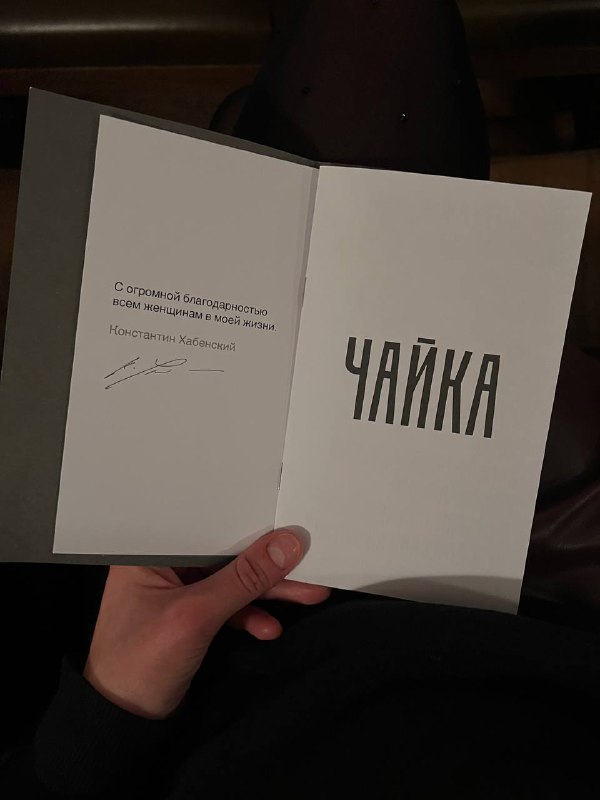 С огромной благодарностью
всем женщинам в моей жизни.
Константин Хабенский
ЧАЙКА